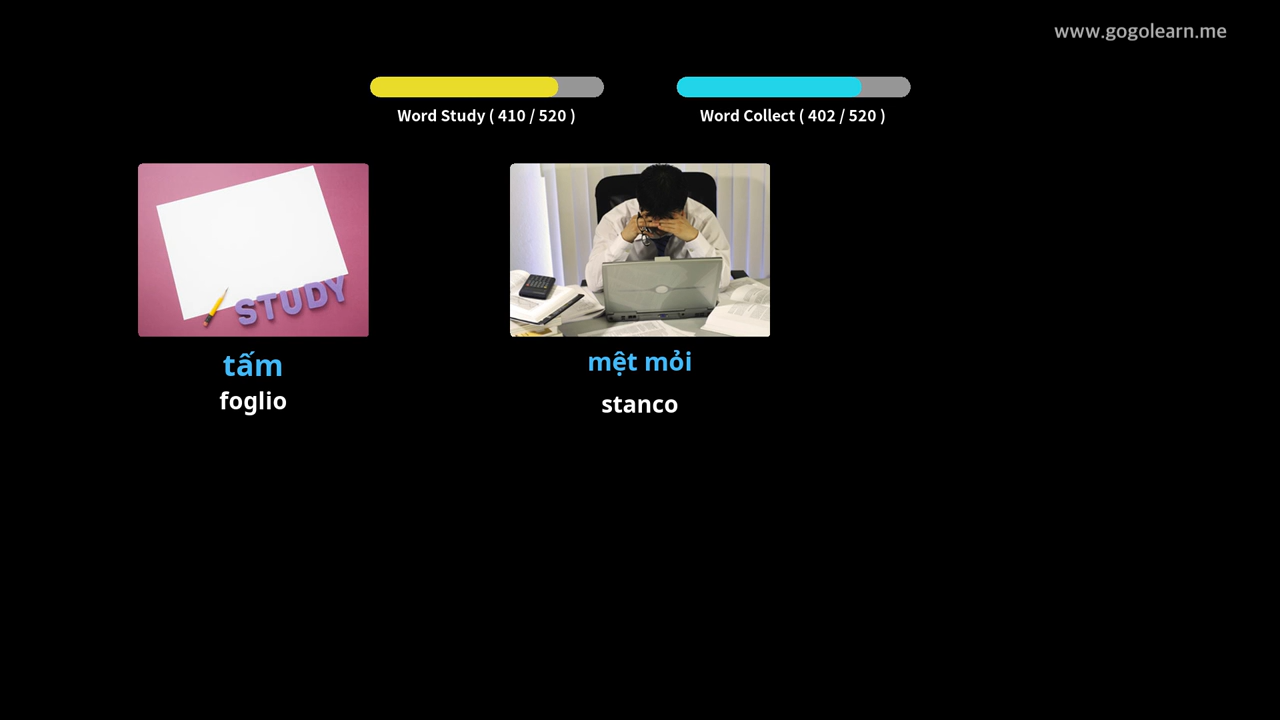 www.gogolearn.me
Word Study ( 410 / 520 )
Word Collect ( 402 / 520 )
STUDY
tấm
foglio
mệt mỏi
stanco